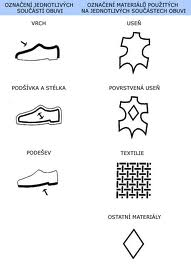 OZNAČENÍ JEDNOTLIVÝCH
SOUČÁSTÍ OBUVI
OZNAČENÍ MATERIÁLŮ POUŽITÝCH
NA JEDNOTLIVÝCH SOUČÁSTECH OBUVI
VRCH
USEŇ
PODŠÍVKA A STÉLKA
POVRSTVENÁ USEŇ
PODEŠEV
TEXTILIE
OSTATNÍ MATERIÁLY